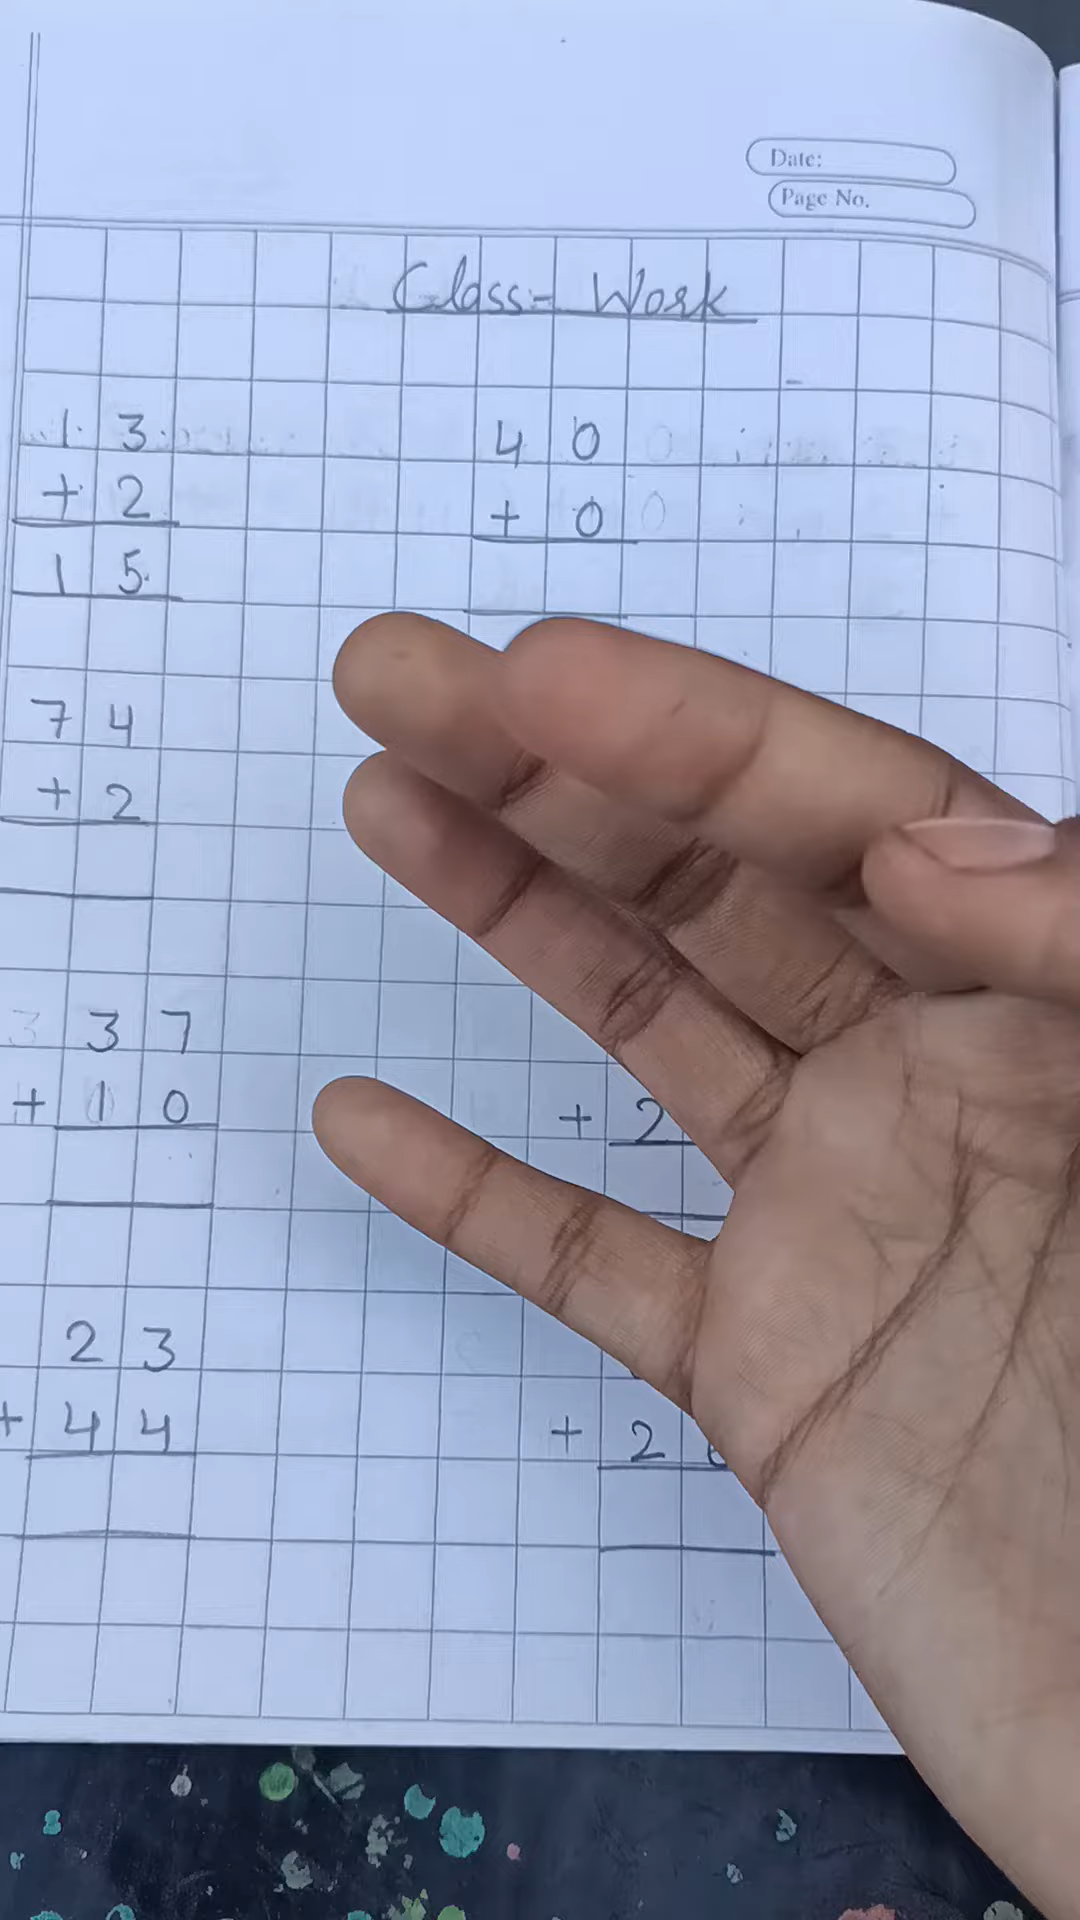 Date:
Page No.
Class- Work
1 3
+ 2
1 5
4 0
+ 0
7 4
+ 2
3 7
+ 1 0
+ 2
2 3
+ 4 4
+ 2